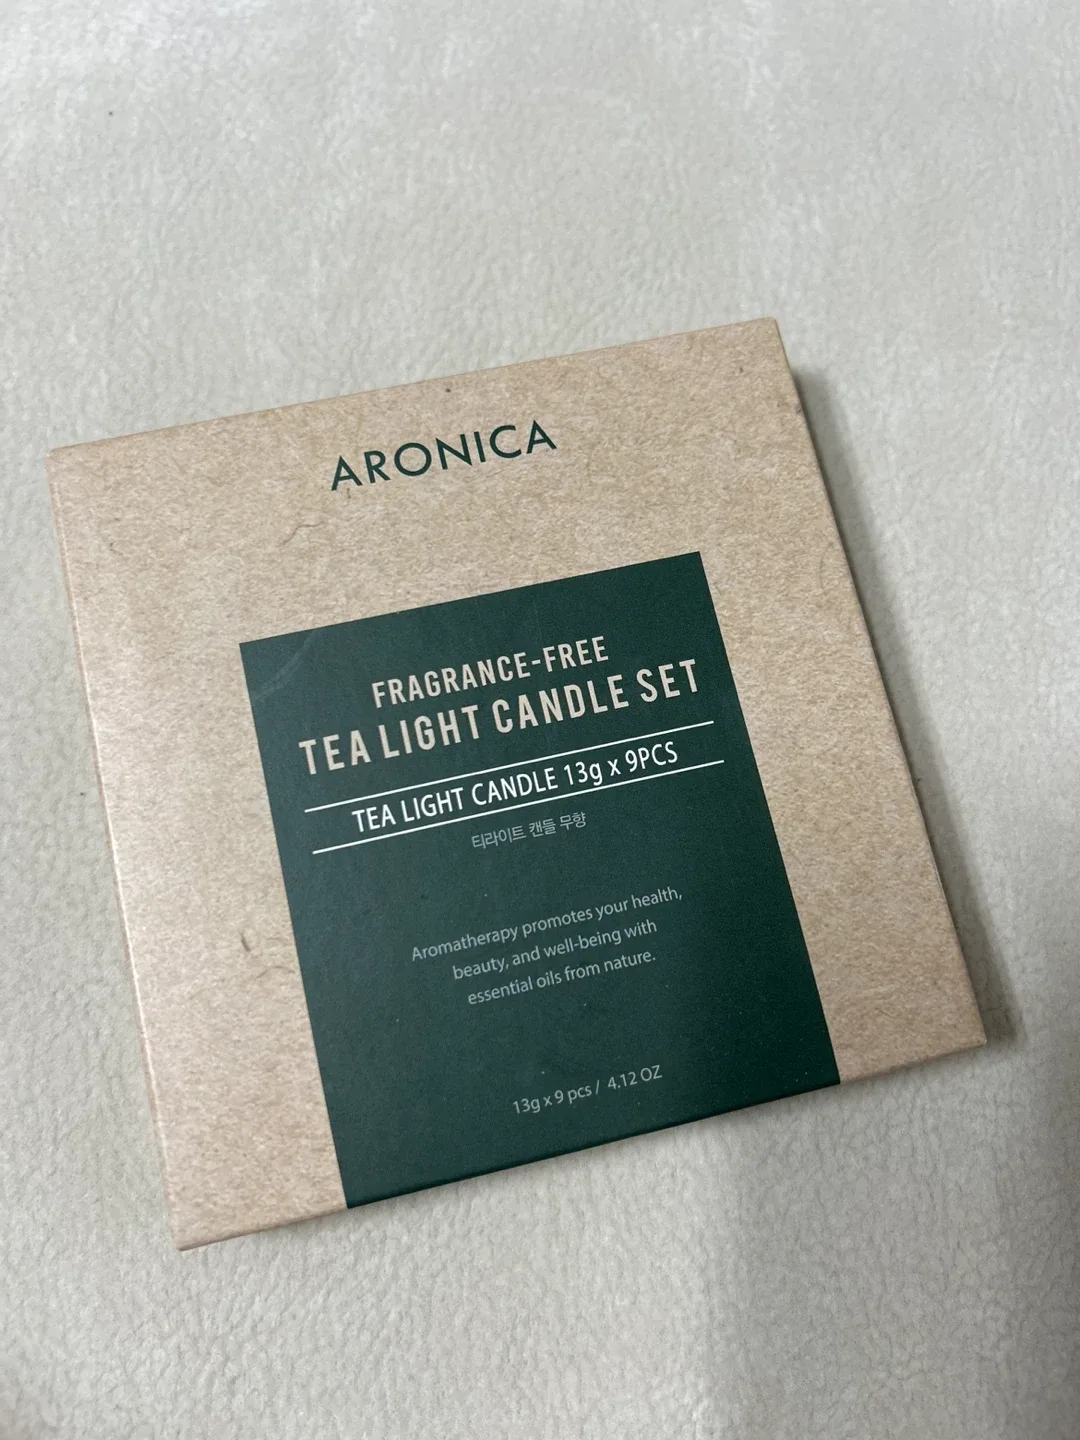 ARONICA
FRAGRANCE-FREE
TEA LIGHT CANDLE SET
TEA LIGHT CANDLE 13g x 9PCS
티라이트 캔들 무향
Aromatherapy promotes your health,
beauty, and well-being with
essential oils from nature.
13g x 9 pcs / 4.12 OZ